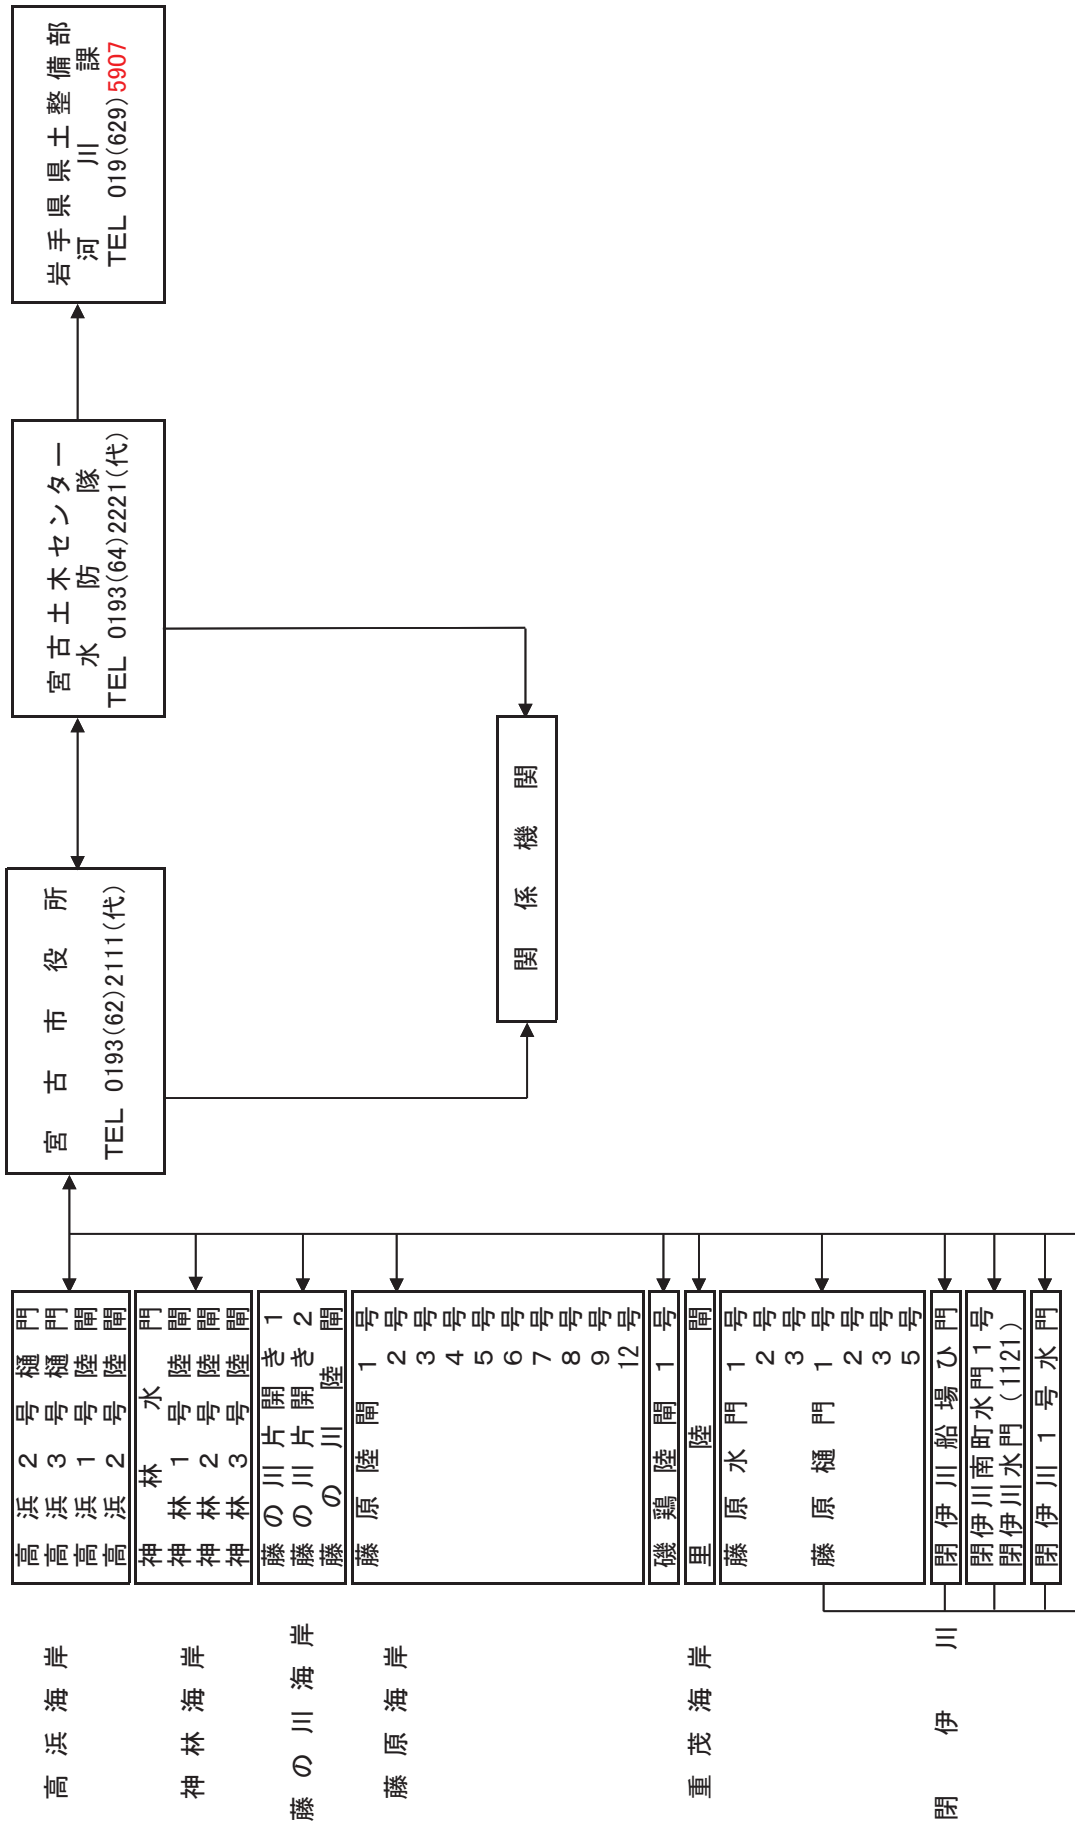 高浜海岸
高浜2号樋門
高浜3号樋門
高浜1号陸閘
高浜2号陸閘
神林海岸
神林水門
神林1号陸閘
神林2号陸閘
神林3号陸閘
藤の川海岸
藤の川片開き1
藤の川片開き2
藤の川陸閘
藤原海岸
藤原陸閘1号
2号
3号
4号
5号
6号
7号
8号
9号
12号
磯鶏陸閘1号
重茂海岸
里陸閘
藤原水門1号
2号
3号
藤原樋門1号
2号
3号
5号
閉伊川
閉伊川船場ひ門
閉伊川南町水門1号
閉伊川水門(1121)
閉伊川1号水門
宮古市役所
TEL 0193(62)2111(代)
宮古土木センター
水防隊
TEL 0193(64)2221(代)
岩手県県土整備部
河川課
TEL 019(629)5907
関係機関